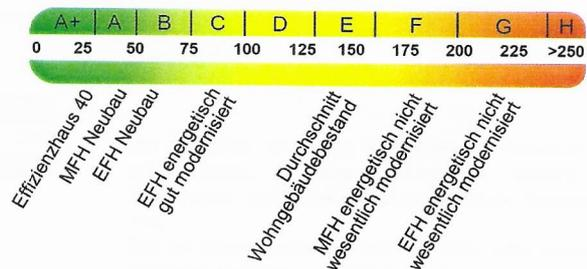 A+ A B C D E F G H
0 25 50 75 100 125 150 175 200 225 >250
Effizienzhaus 40
MFH Neubau
EFH Neubau
EFH energetisch
gut modernisiert
Durchschnitt
Wohngebäudebestand
MFH energetisch nicht
wesentlich modernisiert
EFH energetisch nicht
wesentlich modernisiert